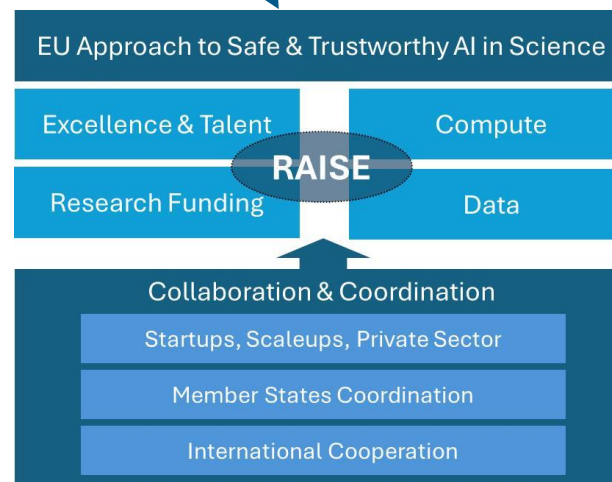 EU Approach to Safe & Trustworthy AI in Science
Excellence & Talent
Compute
RAISE
Research Funding
Data
Collaboration & Coordination
Startups, Scaleups, Private Sector
Member States Coordination
International Cooperation